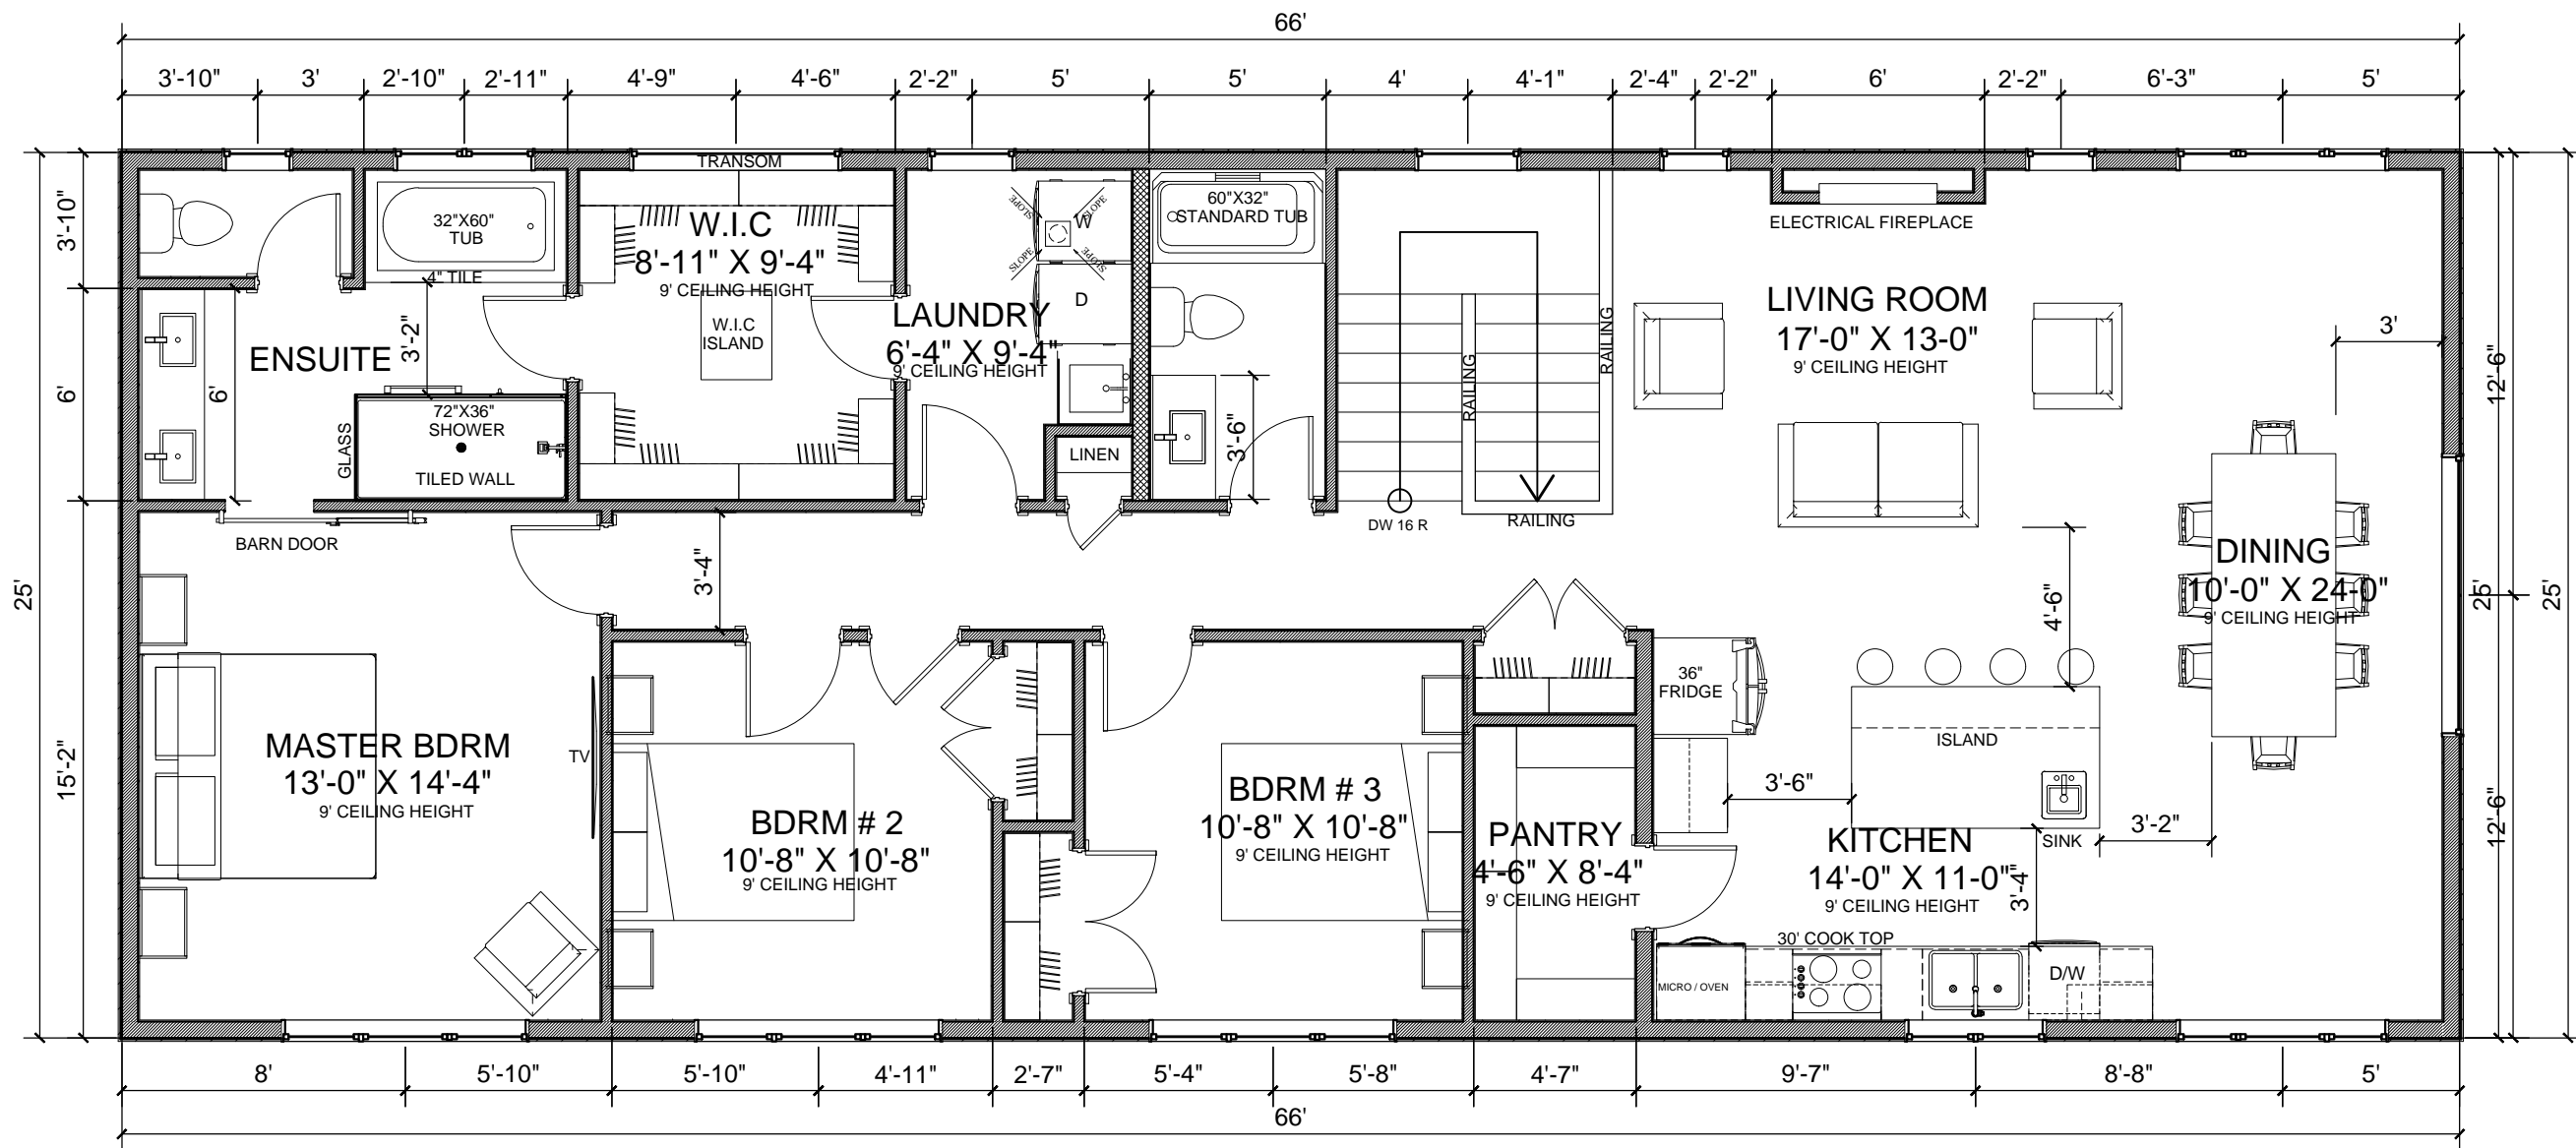 66'
3'-10"
3'
2'-10"
2'-11"
4'-9"
4'-6"
2'-2"
5'
5'
4'
4'-1"
2'-4"
2'-2"
6'
2'-2"
6'-3"
5'
TRANSOM
32"X60"
TUB
4" TILE
W.I.C
8'-11" X 9'-4"
9' CEILING HEIGHT
W.I.C
ISLAND
SLOPE
SLOPE
SLOPE
SLOPE
W
D
LAUNDRY
6'-4" X 9'-4"
9' CEILING HEIGHT
60"X32"
STANDARD TUB
ELECTRICAL FIREPLACE
LIVING ROOM
17'-0" X 13-0"
9' CEILING HEIGHT
3'
3'-10"
6'
15'-2"
25'
ENSUITE
3'-2"
6'
GLASS
72"X36"
SHOWER
TILED WALL
LINEN
3'-6"
RAILING
RAILING
RAILING
DW 16 R
BARN DOOR
3'-4"
DINING
10'-0" X 24-0"
9' CEILING HEIGHT
4'-6"
12'-6"
25'
25'
12'-6"
36"
FRIDGE
ISLAND
SINK
3'-6"
3'-2"
MASTER BDRM
13'-0" X 14'-4"
9' CEILING HEIGHT
TV
BDRM # 2
10'-8" X 10'-8"
9' CEILING HEIGHT
BDRM # 3
10'-8" X 10'-8"
9' CEILING HEIGHT
PANTRY
4'-6" X 8'-4"
9' CEILING HEIGHT
KITCHEN
14'-0" X 11-0"
9' CEILING HEIGHT
3'-4"
30' COOK TOP
MICRO / OVEN
D/W
8'
5'-10"
5'-10"
4'-11"
2'-7"
5'-4"
5'-8"
4'-7"
9'-7"
8'-8"
5'
66'